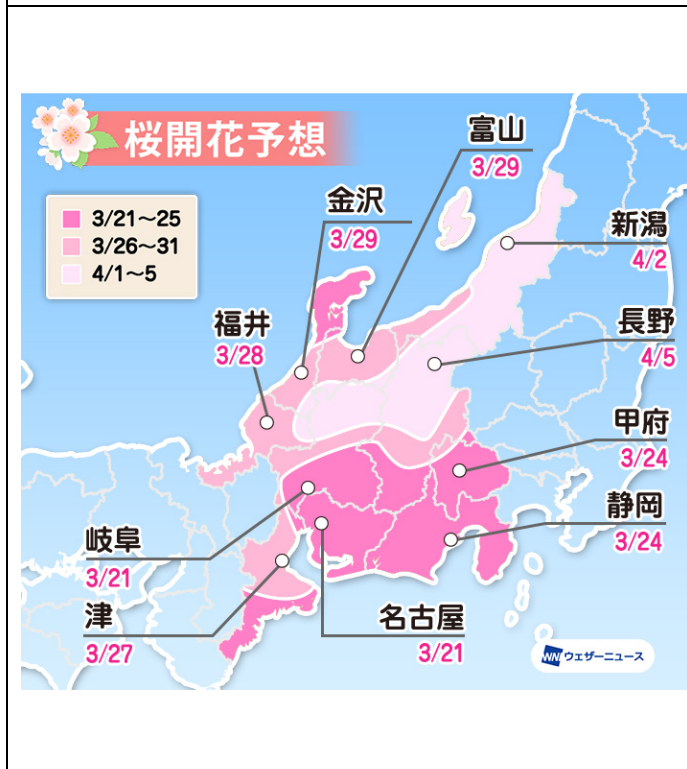 桜開花予想
3/21～25
3/26～31
4/1～5
富山
3/29
金沢
3/29
新潟
4/2
福井
3/28
長野
4/5
甲府
3/24
静岡
3/24
岐阜
3/21
津
3/27
名古屋
3/21
WN ウェザーニュース